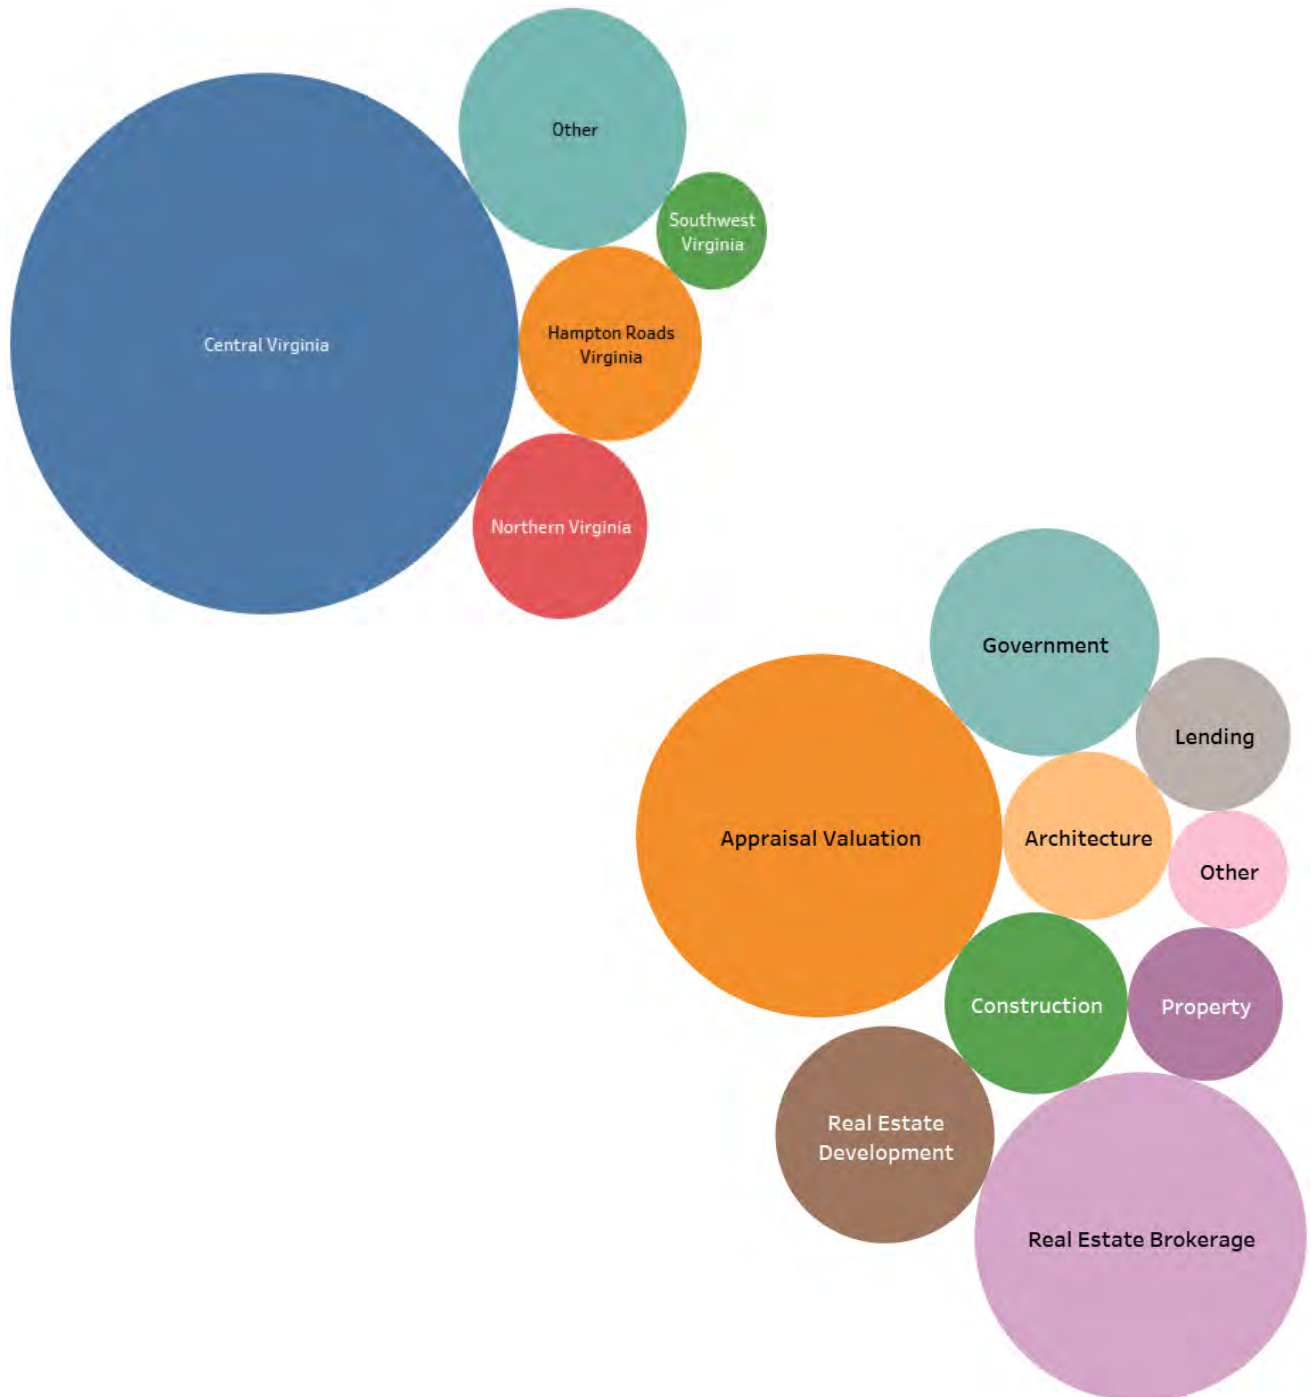 Other
Southwest
Virginia
Hampton Roads
Virginia
Central Virginia
Northern Virginia
Government
Lending
Appraisal Valuation
Architecture
Other
Construction
Property
Real Estate
Development
Real Estate Brokerage